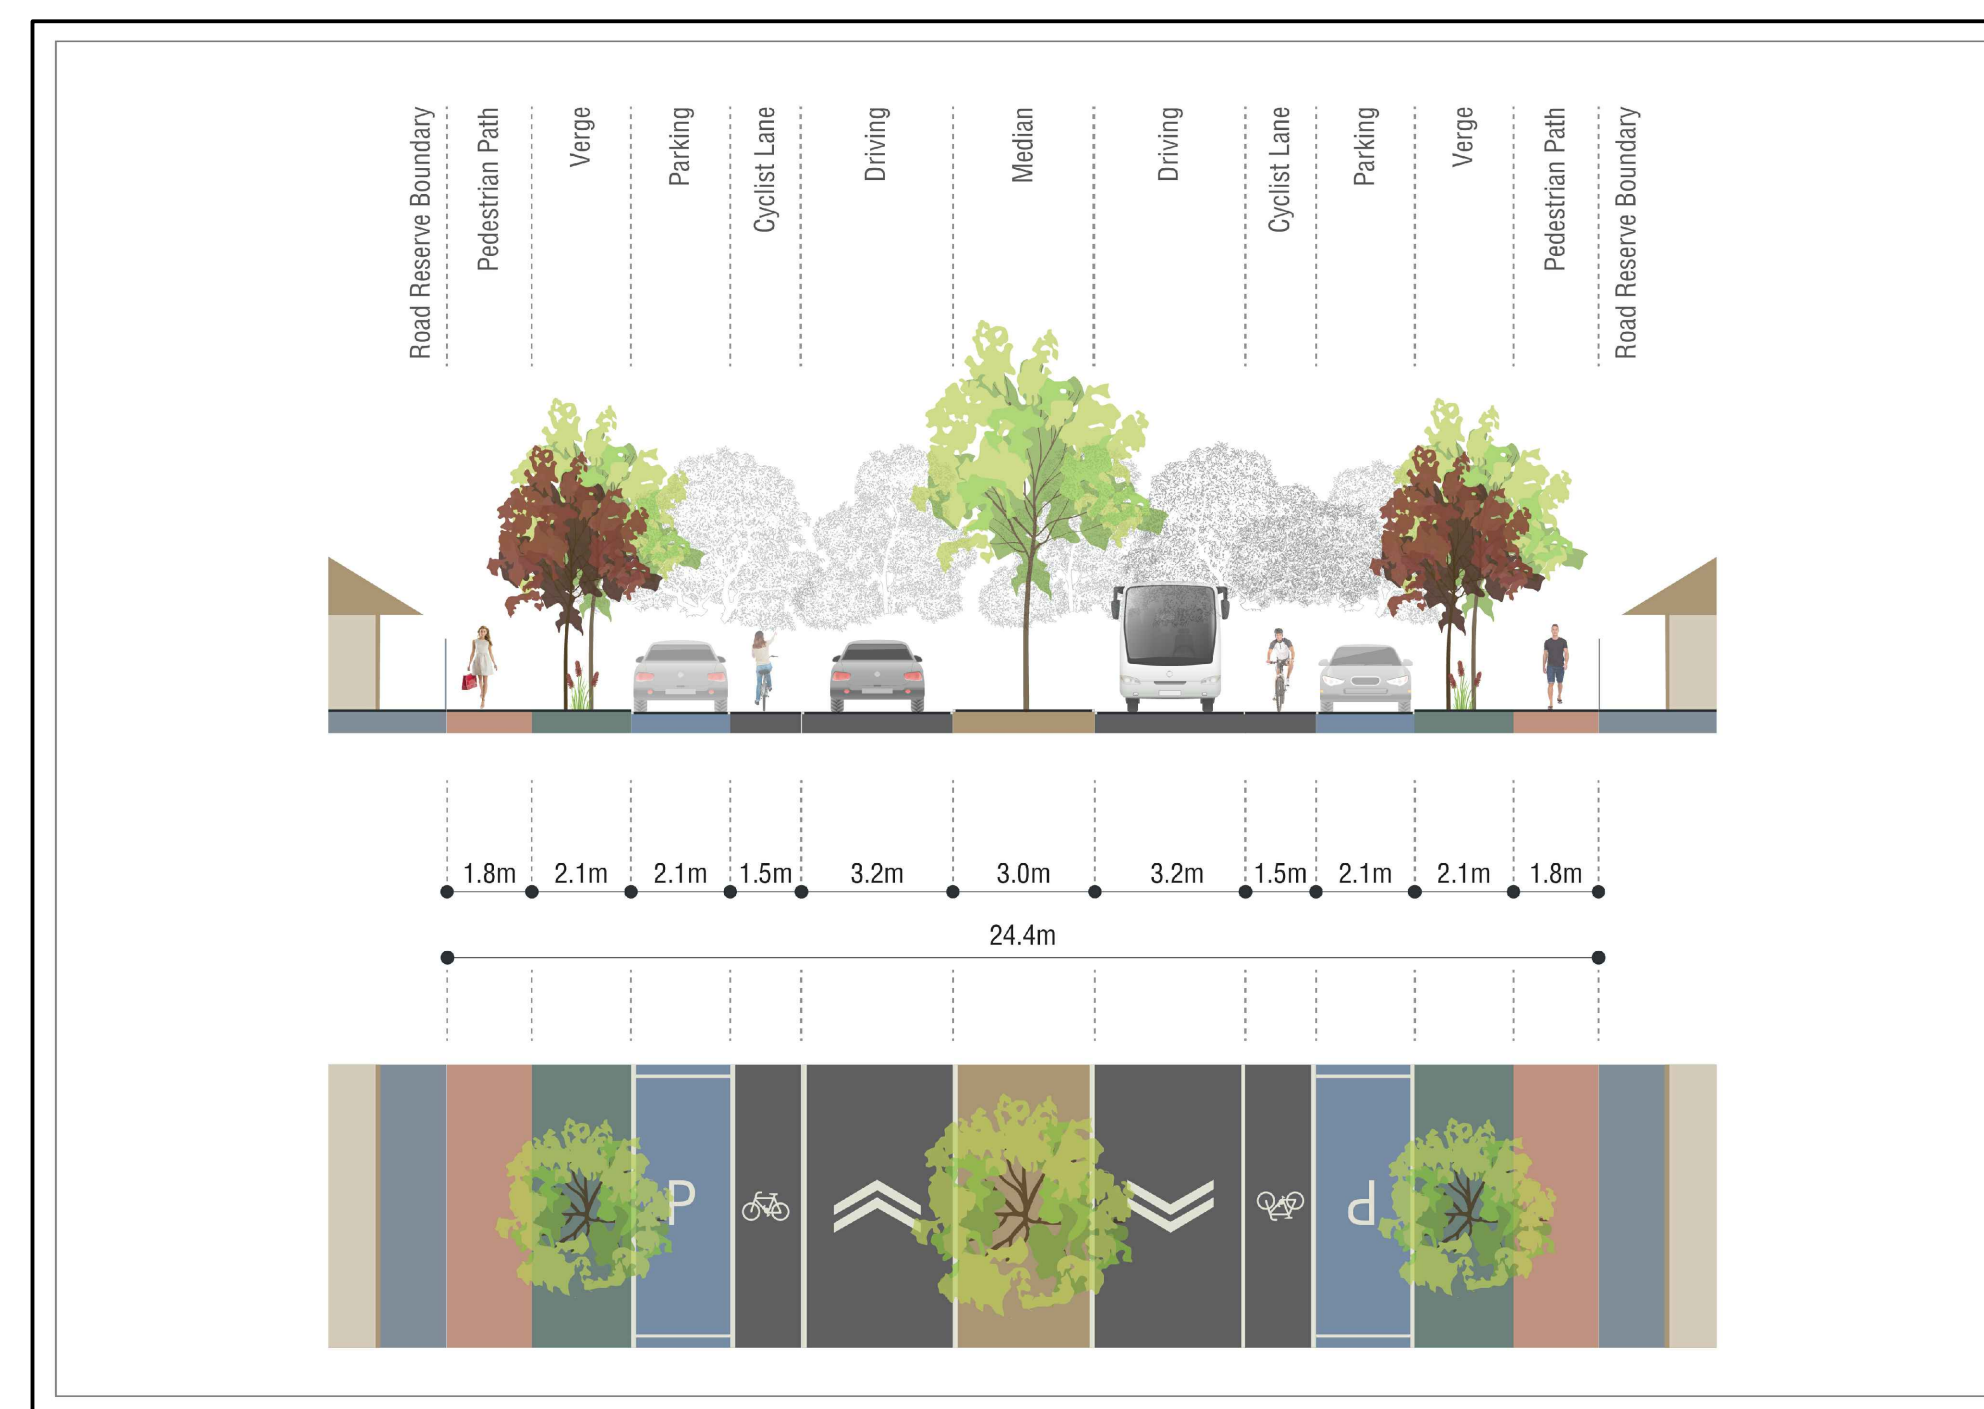 Road Reserve Boundary
Pedestrian Path
Verge
Parking
Cyclist Lane
Driving
Median
Driving
Cyclist Lane
Parking
Verge
Pedestrian Path
Road Reserve Boundary
1.8m
2.1m
2.1m
1.5m
3.2m
3.0m
3.2m
1.5m
2.1m
2.1m
1.8m
24.4m
P
P